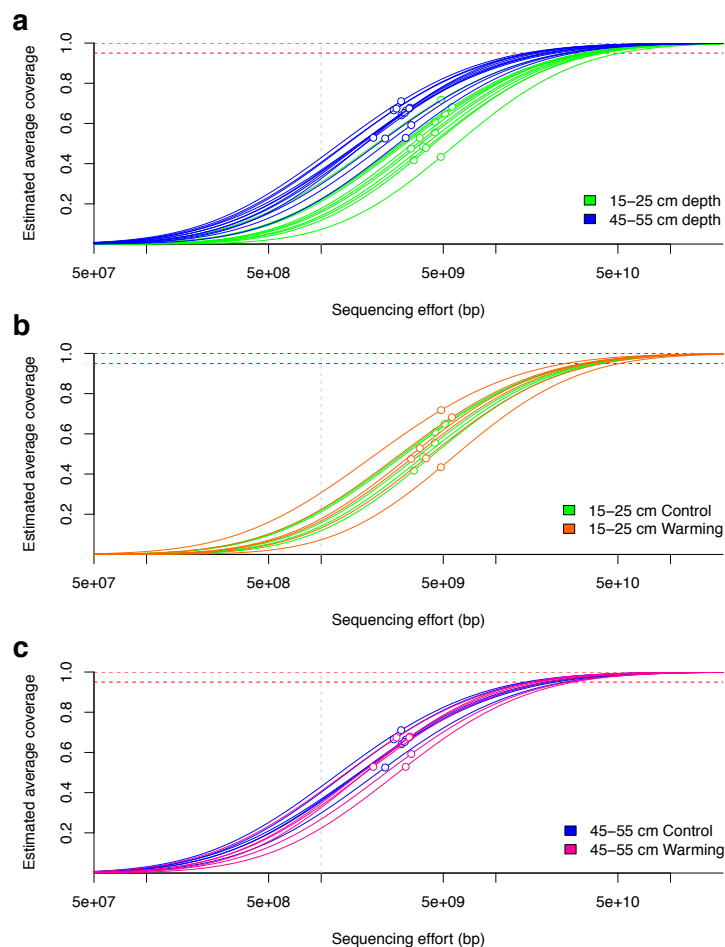 a
Estimated average coverage
1.0
0.8
0.6
0.4
0.2
15−25 cm depth
45−55 cm depth
5e+07 5e+08 5e+09 5e+10
Sequencing effort (bp)
b
Estimated average coverage
1.0
0.8
0.6
0.4
0.2
15−25 cm Control
15−25 cm Warming
5e+07 5e+08 5e+09 5e+10
Sequencing effort (bp)
c
Estimated average coverage
1.0
0.8
0.6
0.4
0.2
45−55 cm Control
45−55 cm Warming
5e+07 5e+08 5e+09 5e+10
Sequencing effort (bp)